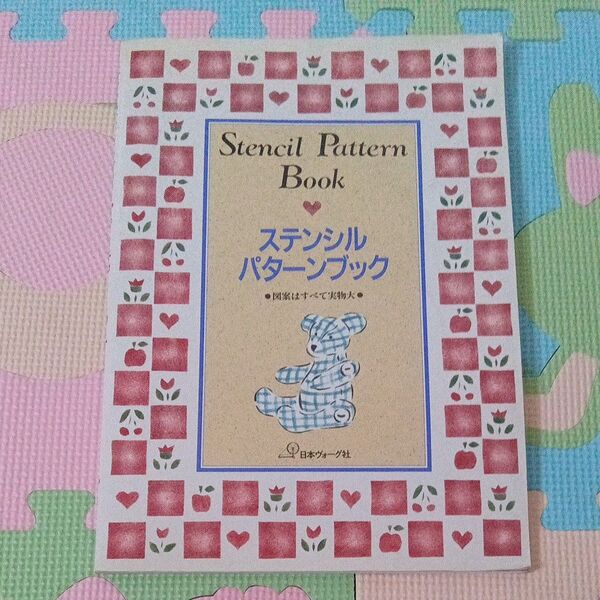 Stencil Pattern
Book
ステンシル
パターンブック
●図案はすべて実物大●
日本ヴォーグ社